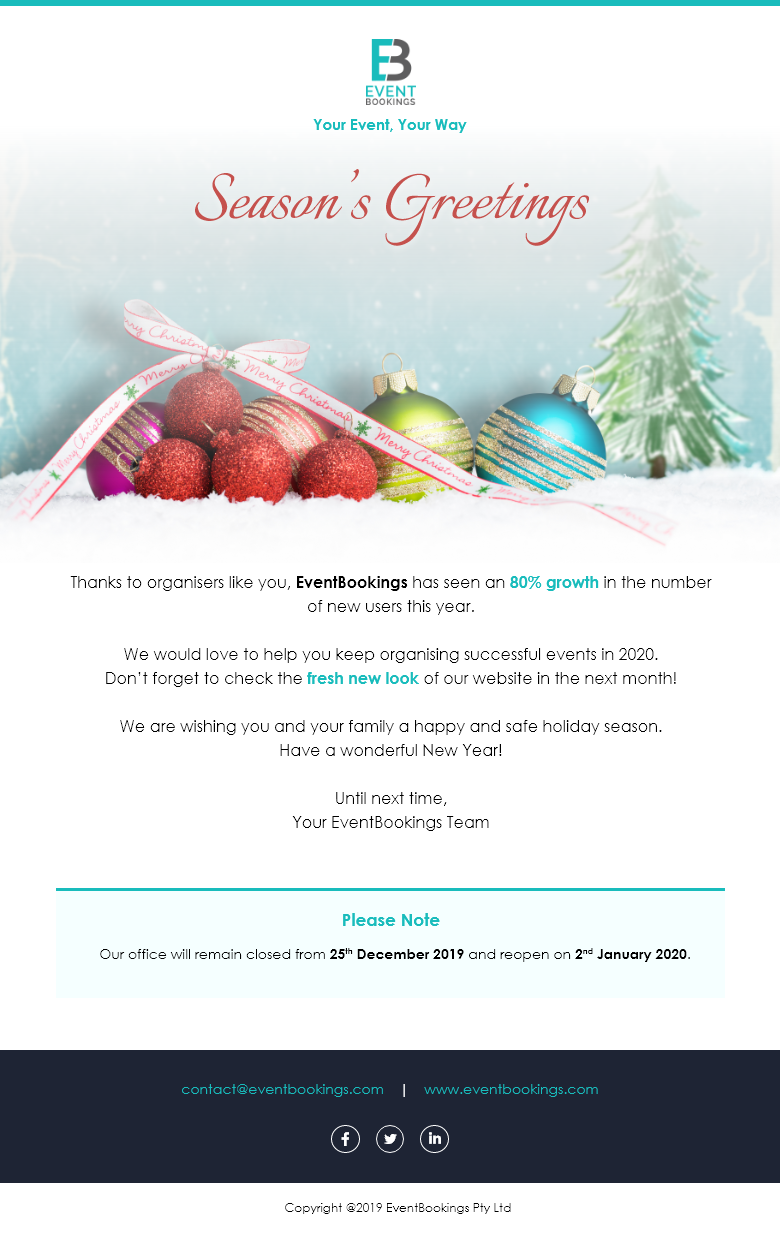 EB
EVENT
BOOKINGS
Your Event, Your Way
Season's Greetings
Merry Christmas
Merry Christmas
Merry Christmas
Merry Christmas
Merry Christmas
Thanks to organisers like you, EventBookings has seen an 80% growth in the number
of new users this year.
We would love to help you keep organising successful events in 2020.
Don't forget to check the fresh new look of our website in the next month!
We are wishing you and your family a happy and safe holiday season.
Have a wonderful New Year!
Until next time,
Your EventBookings Team
Please Note
Our office will remain closed from 25th December 2019 and reopen on 2nd January 2020.
contact@eventbookings.com | www.eventbookings.com
Copyright @2019 EventBookings Pty Ltd